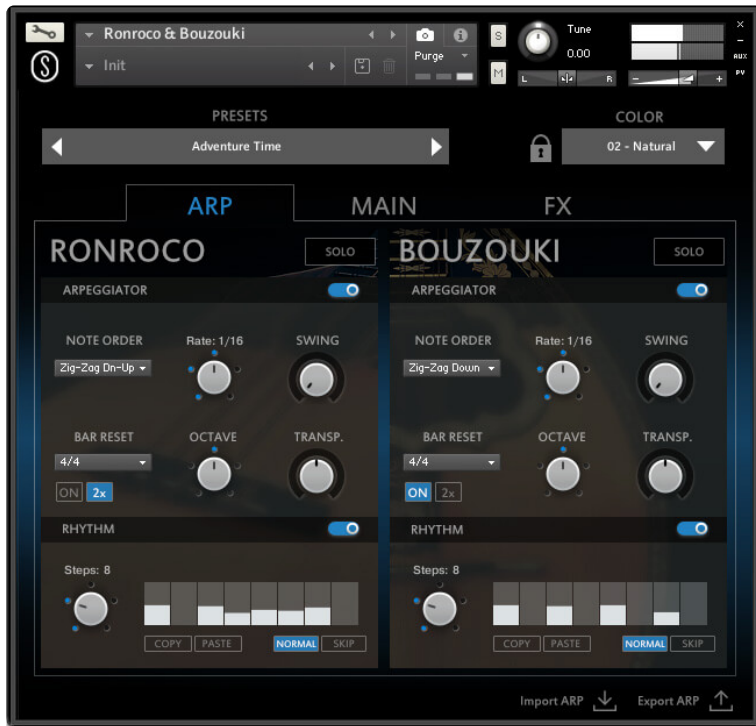 Ronroco & Bouzouki
S
Tune
Purge
0.00
AUX
Init
M
PV
L R - +
PRESETS COLOR
Adventure Time 02 - Natural
ARP MAIN FX
RONROCO SOLO BOUZOUKI SOLO
ARPEGGIATOR ARPEGGIATOR
NOTE ORDER Rate: 1/16 SWING NOTE ORDER Rate: 1/16 SWING
Zig-Zag Dn-Up Zig-Zag Down
BAR RESET OCTAVE TRANSP. BAR RESET OCTAVE TRANSP.
4/4 4/4
ON 2x ON 2x
RHYTHM RHYTHM
Steps: 8 Steps: 8
COPY PASTE NORMAL SKIP COPY PASTE NORMAL SKIP
Import ARP Export ARP